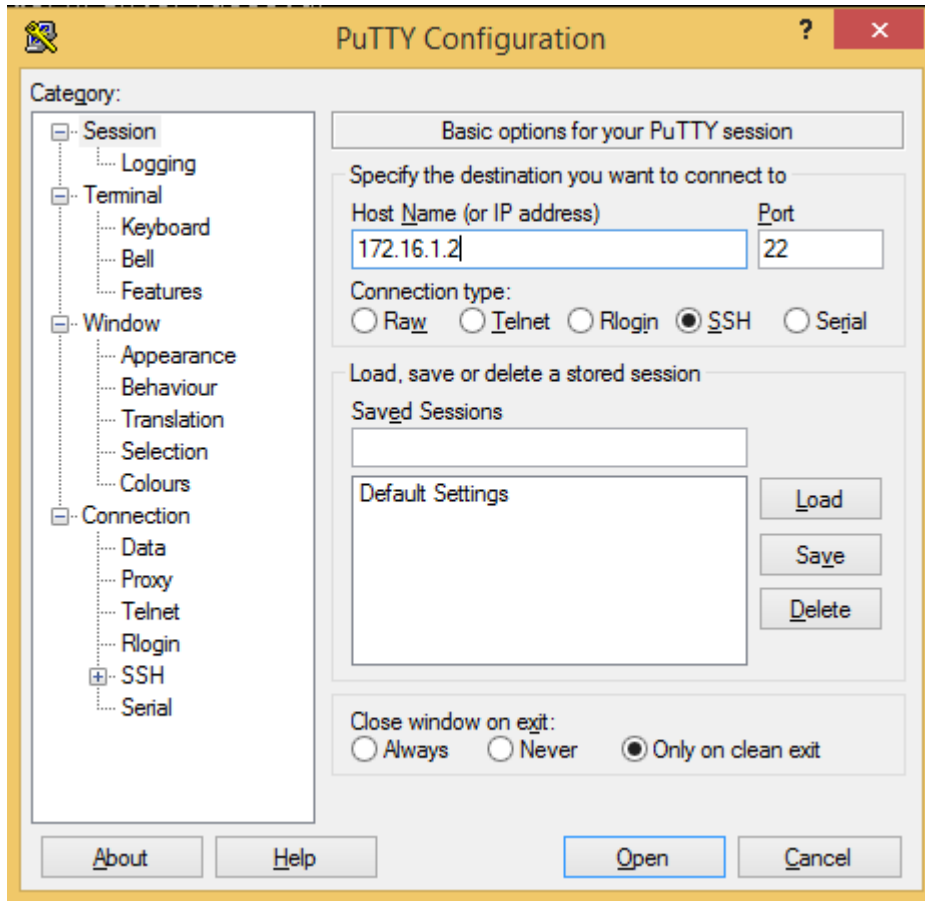 PuTTY Configuration
?
×
Category:
Session
Logging
Terminal
Keyboard
Bell
Features
Window
Appearance
Behaviour
Translation
Selection
Colours
Connection
Data
Proxy
Telnet
Rlogin
SSH
Serial
Basic options for your PuTTY session
Specify the destination you want to connect to
Host Name (or IP address) Port
172.16.1.2 22
Connection type:
Raw Telnet Rlogin SSH Serial
Load, save or delete a stored session
Saved Sessions
Default Settings
Load
Save
Delete
Close window on exit:
Always Never Only on clean exit
About Help Open Cancel